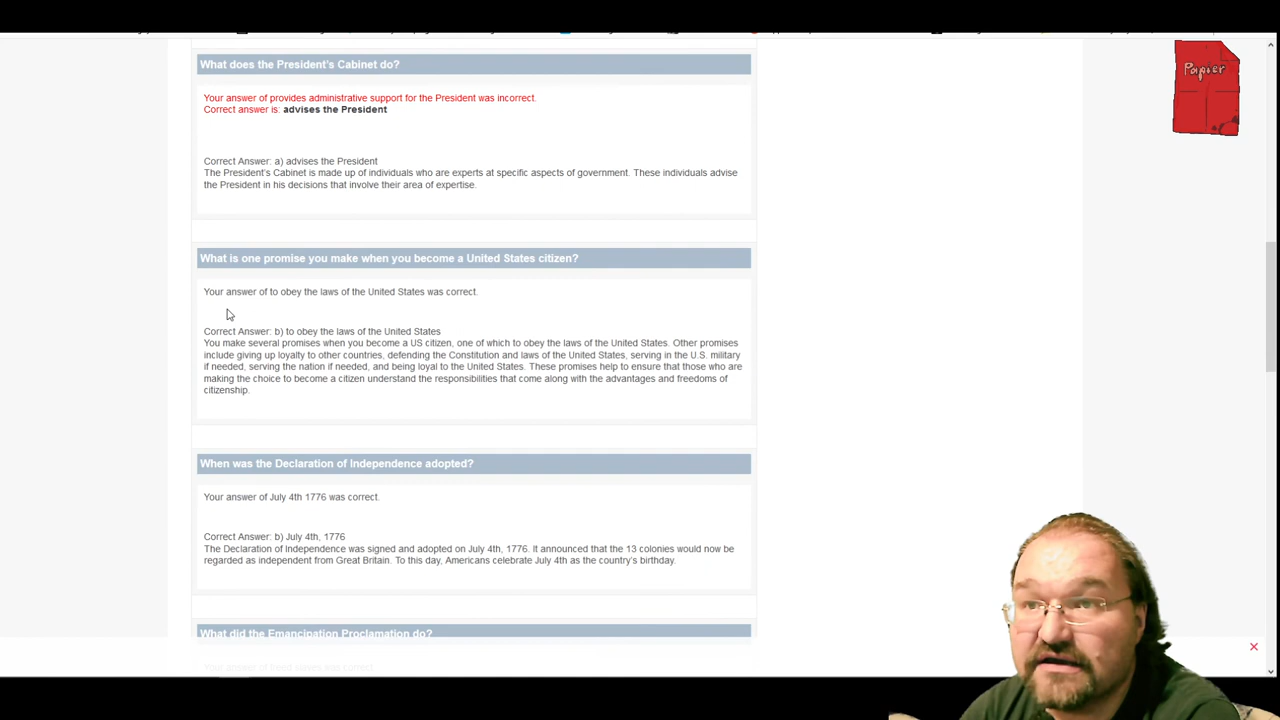 What does the President's Cabinet do?
Papier
Your answer of provides administrative support for the President was incorrect.
Correct answer is: advises the President
Correct Answer: a) advises the President
The President's Cabinet is made up of individuals who are experts at specific aspects of government. These individuals advise
the President in his decisions that involve their area of expertise.
What is one promise you make when you become a United States citizen?
Your answer of to obey the laws of the United States was correct.
Correct Answer: b) to obey the laws of the United States
You make several promises when you become a US citizen, one of which to obey the laws of the United States. Other promises
include giving up loyalty to other countries, defending the Constitution and laws of the United States, serving in the U.S. military
if needed, serving the nation if needed, and being loyal to the United States. These promises help to ensure that those who are
making the choice to become a citizen understand the responsibilities that come along with the advantages and freedoms of
citizenship.
When was the Declaration of Independence adopted?
Your answer of July 4th 1776 was correct.
Correct Answer: b) July 4th, 1776
The Declaration of Independence was signed and adopted on July 4th, 1776. It announced that the 13 colonies would now be
regarded as independent from Great Britain. To this day, Americans celebrate July 4th as the country's birthday.
What did the Emancipation Proclamation do?
Your answer of freed slaves was correct.